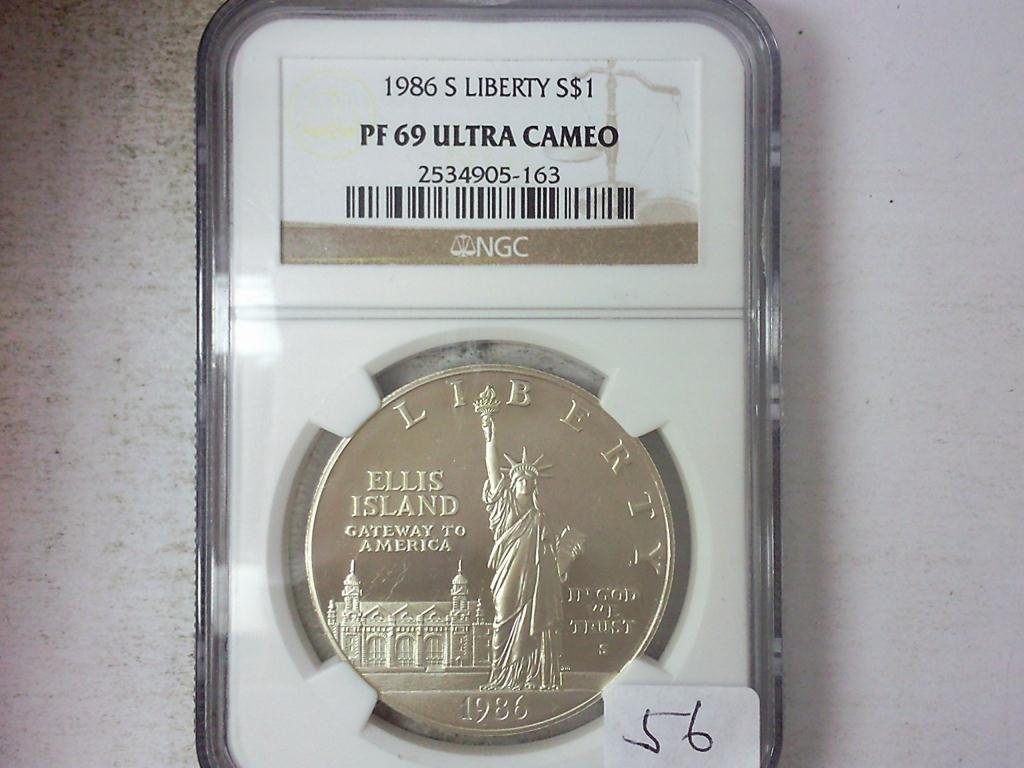 1986 S LIBERTY S$1
PF 69 ULTRA CAMEO
2534905-163
NGC
LIBERTY
ELLIS
ISLAND
GATEWAY TO
AMERICA
IN GOD
WE
TRUST
S
1986
56